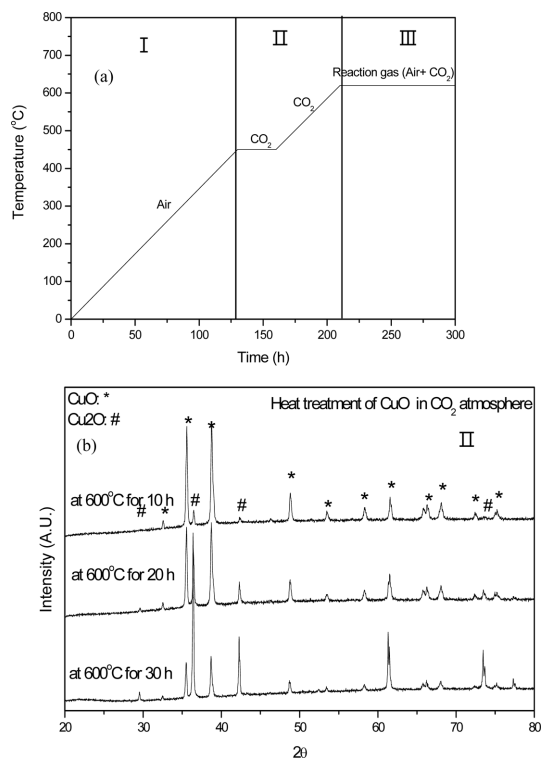 800
700
600
500
400
300
200
100
0
Temperature (°C)
(a)
I
II
III
Air
CO₂
CO₂
Reaction gas (Air+ CO₂)
0 50 100 150 200 250 300
Time (h)
CuO: *
Cu2O: #
(b)
Heat treatment of CuO in CO₂ atmosphere
II
at 600°C for 10 h
at 600°C for 20 h
at 600°C for 30 h
# * * # * # * * * * * * * # *
Intensity (A.U.)
20 30 40 50 60 70 80
2θ